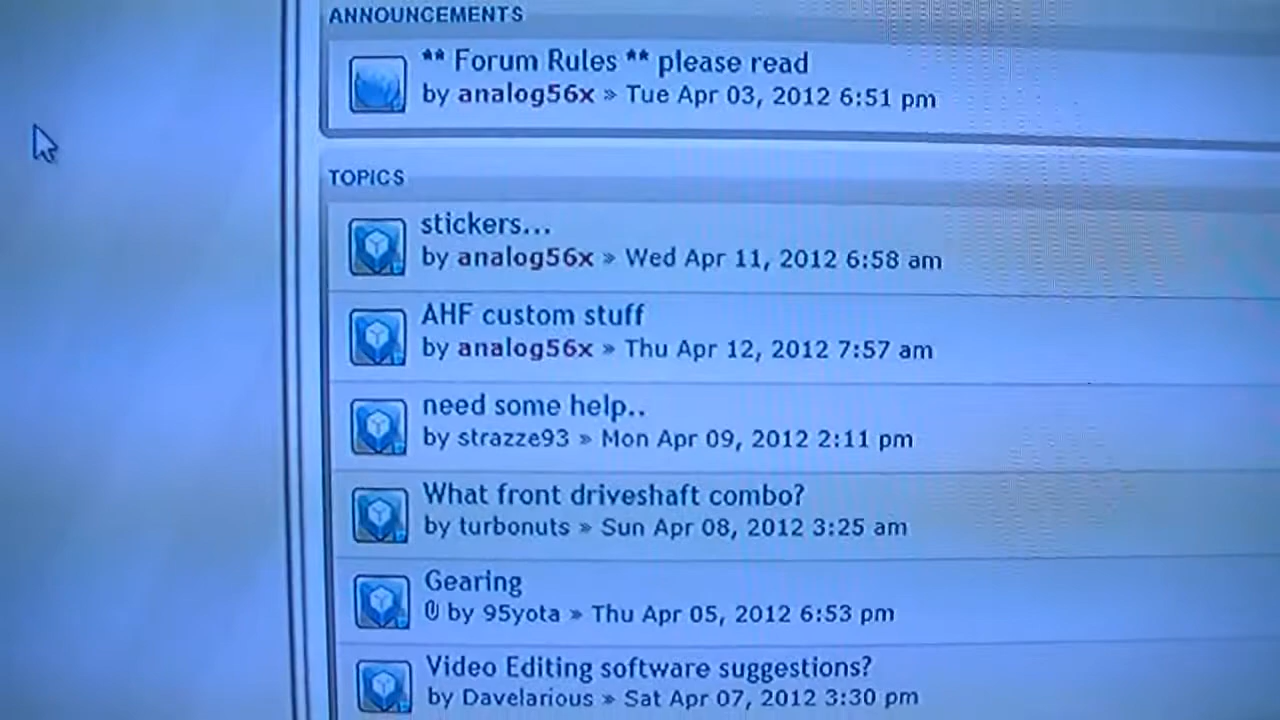 ANNOUNCEMENTS
** Forum Rules ** please read
by analog56x » Tue Apr 03, 2012 6:51 pm
TOPICS
stickers...
by analog56x » Wed Apr 11, 2012 6:58 am
AHF custom stuff
by analog56x » Thu Apr 12, 2012 7:57 am
need some help..
by strazze93 » Mon Apr 09, 2012 2:11 pm
What front driveshaft combo?
by turbonuts » Sun Apr 08, 2012 3:25 am
Gearing
by 95yota » Thu Apr 05, 2012 6:53 pm
Video Editing software suggestions?
by Davelarious » Sat Apr 07, 2012 3:30 pm